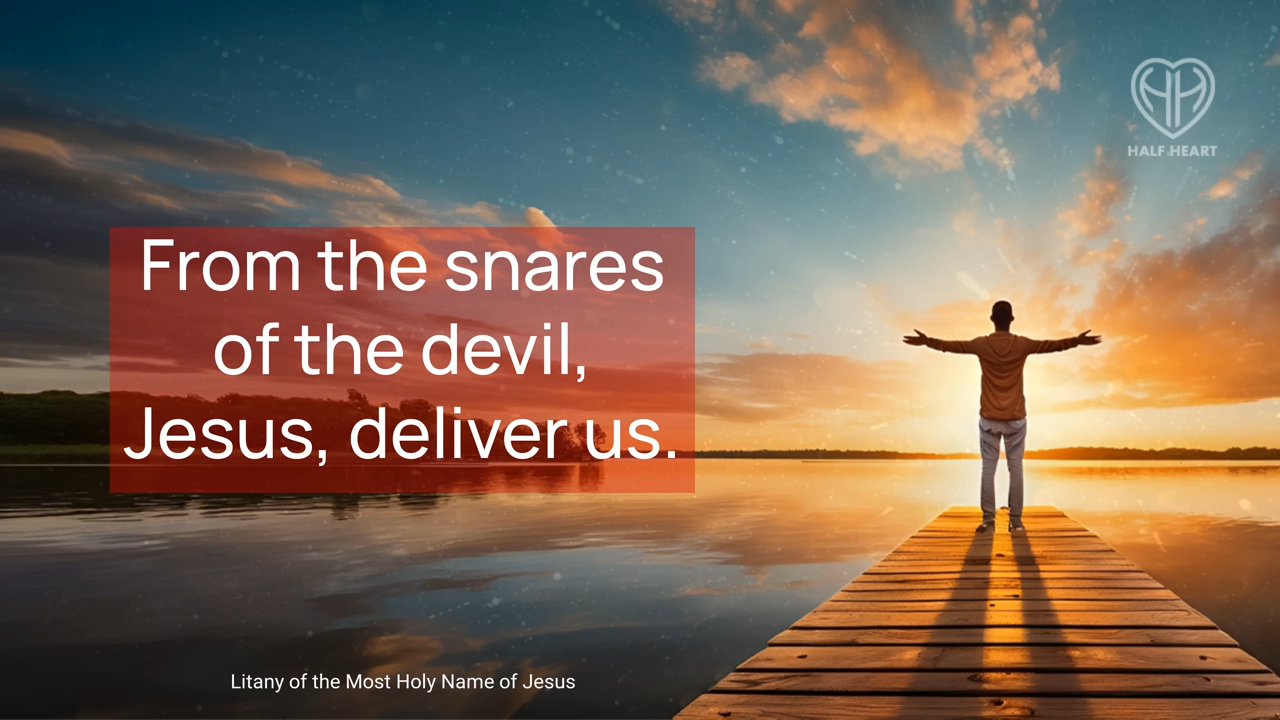 HALF HEART
From the snares
of the devil,
Jesus, deliver us.
Litany of the Most Holy Name of Jesus